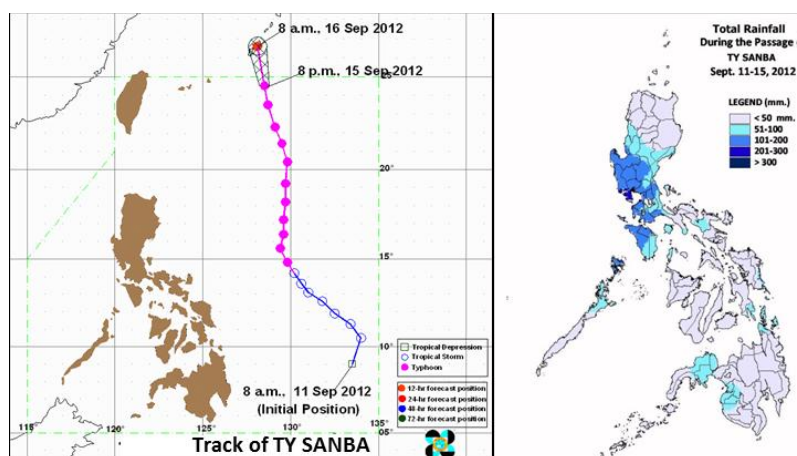 8 a.m., 16 Sep 2012
8 p.m., 15 Sep 2012
20°
15°
10°
8 a.m., 11 Sep 2012
(Initial Position)
05°
115
120
125
130
135
Track of TY SANBA
Tropical Depression
Tropical Storm
Typhoon
12-hr forecast position
24-hr forecast position
48-hr forecast position
72-hr forecast position
Total Rainfall
During the Passage
TY SANBA
Sept. 11-15, 2012
LEGEND (mm.)
< 50 mm.
51-100
101-200
201-300
> 300